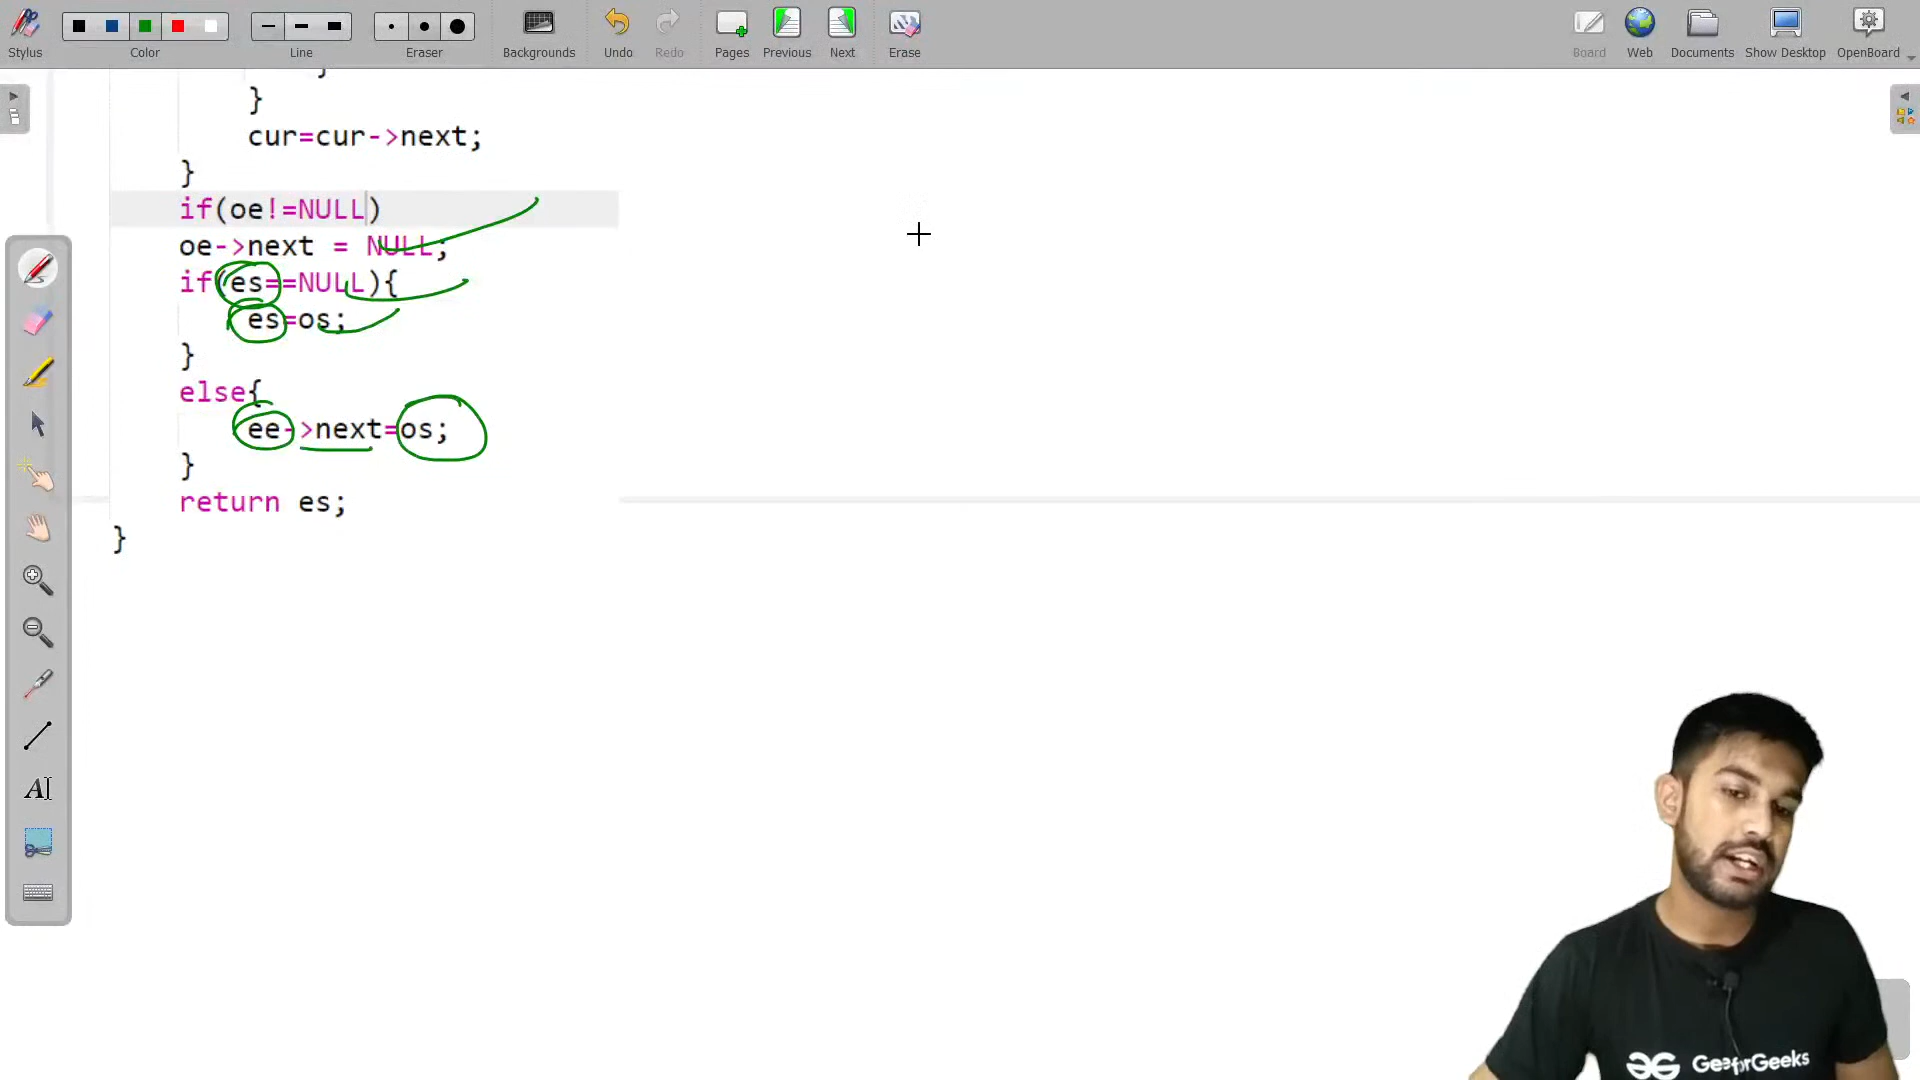 Stylus
Color
Line
Eraser
Backgrounds
Undo
Redo
Pages
Previous
Next
Erase
Board
Web
Documents
Show Desktop
OpenBoard
}
}
cur=cur->next;
}
if(oe!=NULL)
oe->next = NULL;
if(es==NULL){
es=os;
}
else{
ee->next=os;
}
return es;
}
AI
GeeksforGeeks